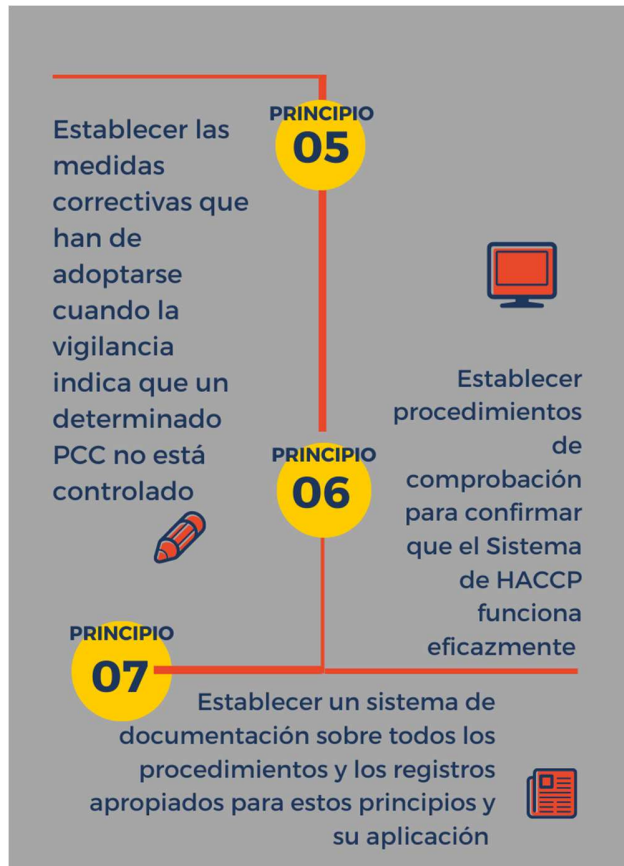 PRINCIPIO
05
Establecer las
medidas
correctivas que
han de
adoptarse
cuando la
vigilancia
indica que un
determinado
PCC no está
controlado
PRINCIPIO
06
Establecer
procedimientos
de
comprobación
para confirmar
que el Sistema
de HACCP
funciona
eficazmente
PRINCIPIO
07
Establecer un sistema de
documentación sobre todos los
procedimientos y los registros
apropiados para estos principios y
su aplicación